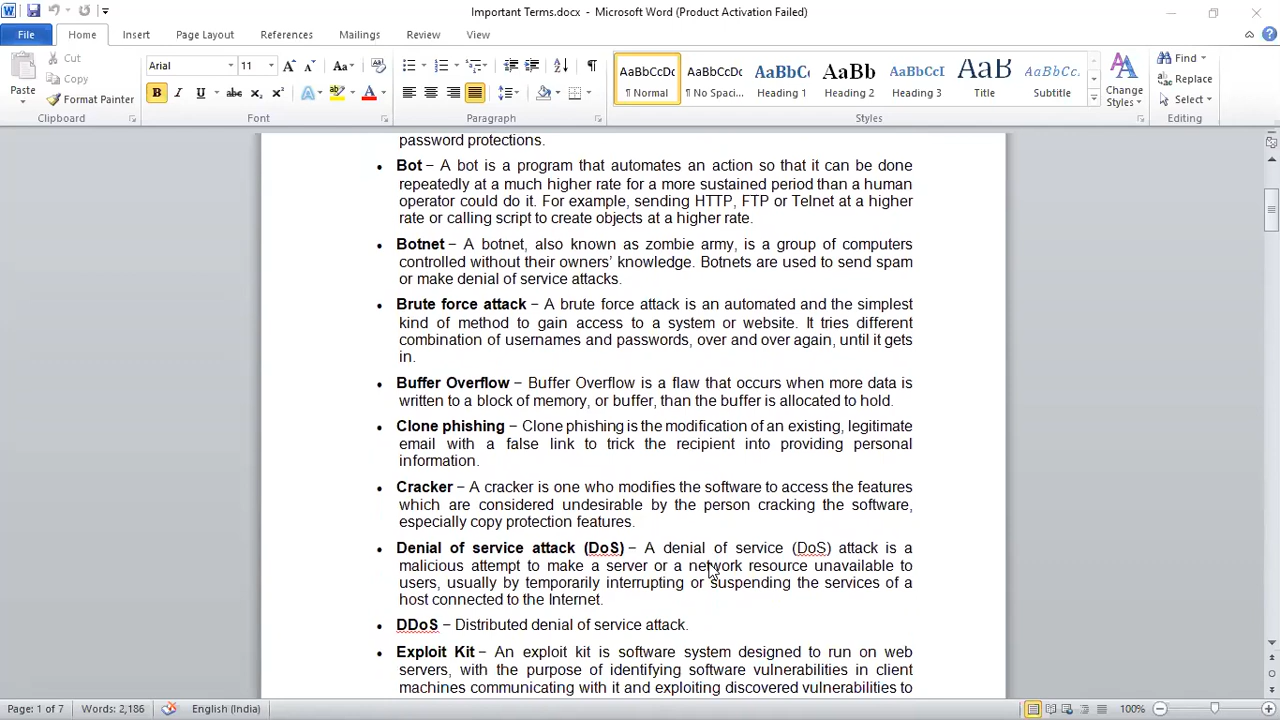 Important Terms.docx - Microsoft Word (Product Activation Failed)
File Home Insert Page Layout References Mailings Review View
Paste
Cut
Copy
Format Painter
Clipboard
Arial 11
Font
Paragraph
AaBbCcDc AaBbCcDc AaBbCc AaBbCc AaBbCcI AaB AaBbCcI
¶ Normal ¶ No Spaci... Heading 1 Heading 2 Heading 3 Title Subtitle
Change Styles
Styles
Find
Replace
Select
Editing
password protections.
• Bot – A bot is a program that automates an action so that it can be done
repeatedly at a much higher rate for a more sustained period than a human
operator could do it. For example, sending HTTP, FTP or Telnet at a higher
rate or calling script to create objects at a higher rate.
• Botnet – A botnet, also known as zombie army, is a group of computers
controlled without their owners’ knowledge. Botnets are used to send spam
or make denial of service attacks.
• Brute force attack – A brute force attack is an automated and the simplest
kind of method to gain access to a system or website. It tries different
combination of usernames and passwords, over and over again, until it gets
in.
• Buffer Overflow – Buffer Overflow is a flaw that occurs when more data is
written to a block of memory, or buffer, than the buffer is allocated to hold.
• Clone phishing – Clone phishing is the modification of an existing, legitimate
email with a false link to trick the recipient into providing personal
information.
• Cracker – A cracker is one who modifies the software to access the features
which are considered undesirable by the person cracking the software,
especially copy protection features.
• Denial of service attack (DoS) – A denial of service (DoS) attack is a
malicious attempt to make a server or a network resource unavailable to
users, usually by temporarily interrupting or suspending the services of a
host connected to the Internet.
• DDoS – Distributed denial of service attack.
• Exploit Kit – An exploit kit is software system designed to run on web
servers, with the purpose of identifying software vulnerabilities in client
machines communicating with it and exploiting discovered vulnerabilities to
Page: 1 of 7 Words: 2,186 English (India) 100%